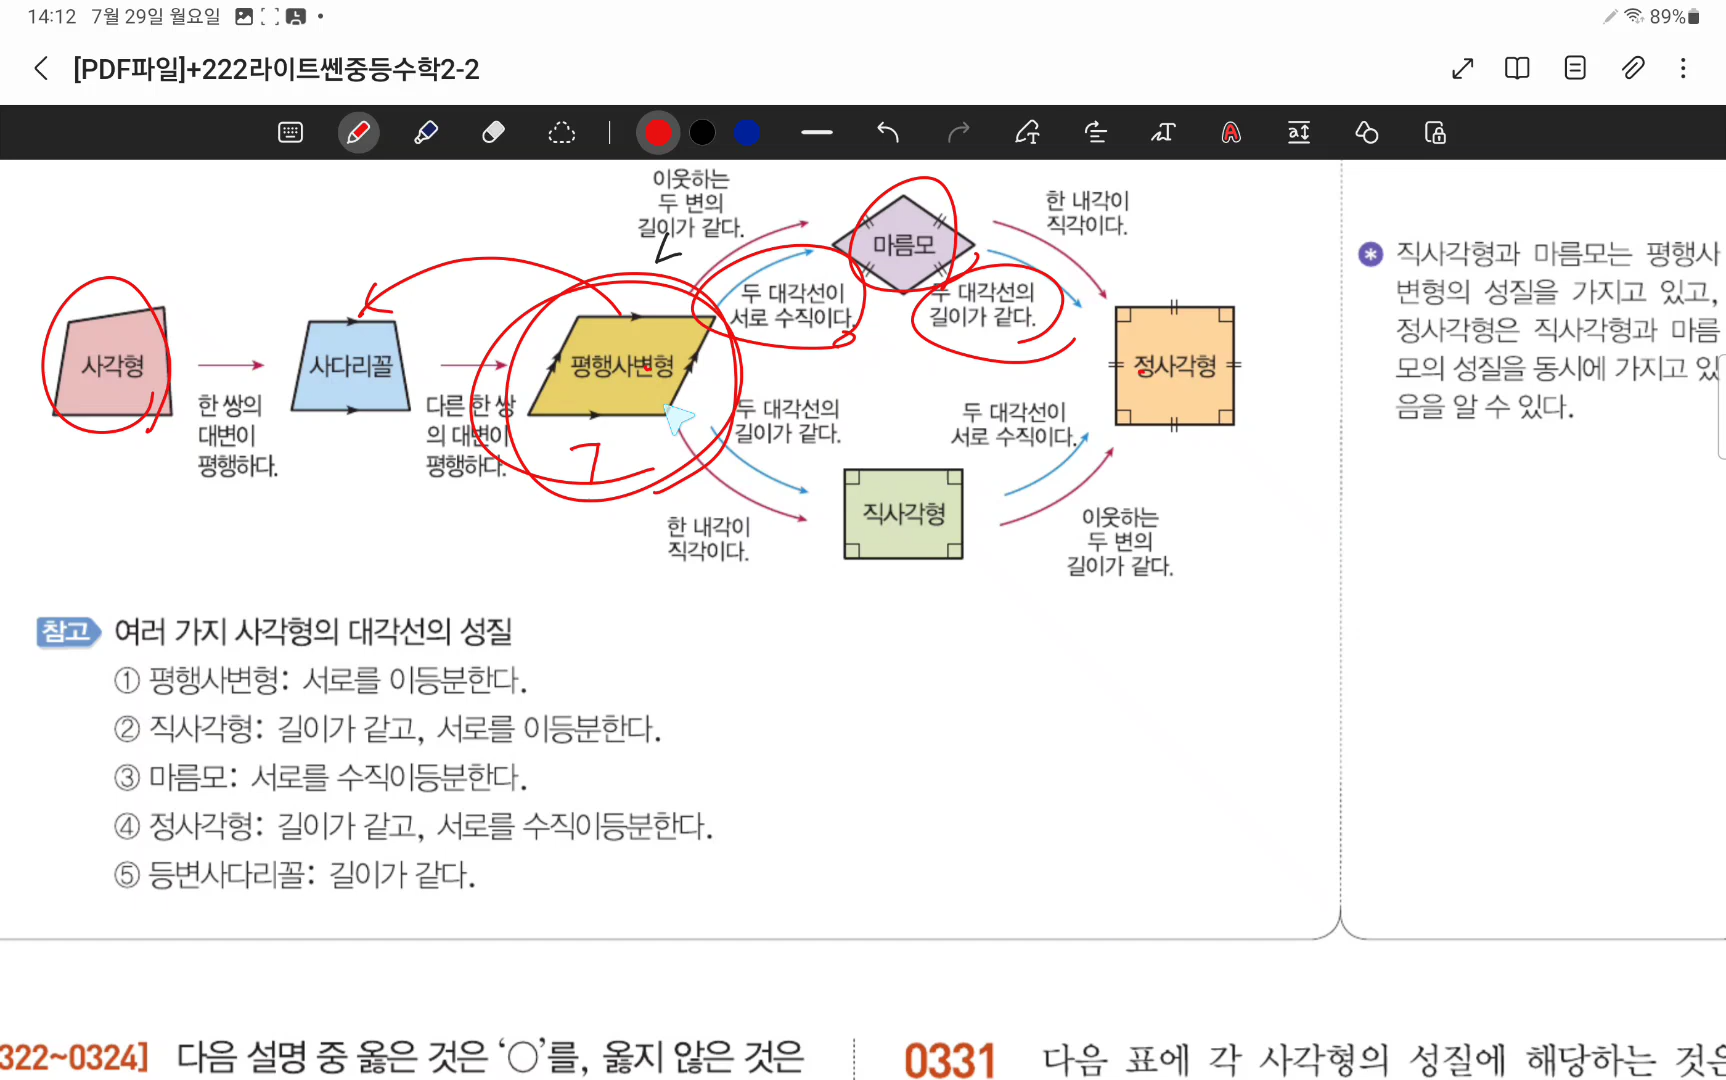 14:12 7월 29일 월요일
89%
[PDF파일]+222라이트쎈중등수학2-2
이웃하는
두 변의
길이가 같다.
마름모
한 내각이
직각이다.
두 대각선이
서로 수직이다.
두 대각선의
길이가 같다.
사각형
사다리꼴
평행사변형
정사각형
한 쌍의
대변이
평행하다.
다른 한 쌍
의 대변이
평행하다.
두 대각선의
길이가 같다.
두 대각선이
서로 수직이다.
직사각형
한 내각이
직각이다.
이웃하는
두 변의
길이가 같다.
직사각형과 마름모는 평행사
변형의 성질을 가지고 있고,
정사각형은 직사각형과 마름
모의 성질을 동시에 가지고 있
음을 알 수 있다.
참고 여러 가지 사각형의 대각선의 성질
① 평행사변형: 서로를 이등분한다.
② 직사각형: 길이가 같고, 서로를 이등분한다.
③ 마름모: 서로를 수직이등분한다.
④ 정사각형: 길이가 같고, 서로를 수직이등분한다.
⑤ 등변사다리꼴: 길이가 같다.
322~0324] 다음 설명 중 옳은 것은 ‘○’를, 옳지 않은 것은
0331 다음 표에 각 사각형의 성질에 해당하는 것은